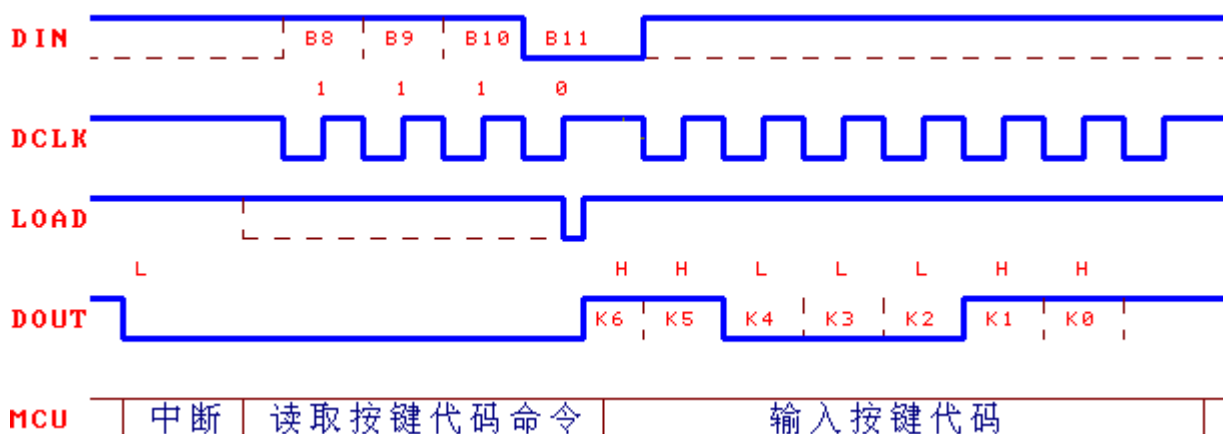 DIN B8 B9 B10 B11
1 1 1 0
DCLK
LOAD
L H H L L L H H
DOUT K6 K5 K4 K3 K2 K1 K0
MCU 中断 读取按键代码命令 输入按键代码